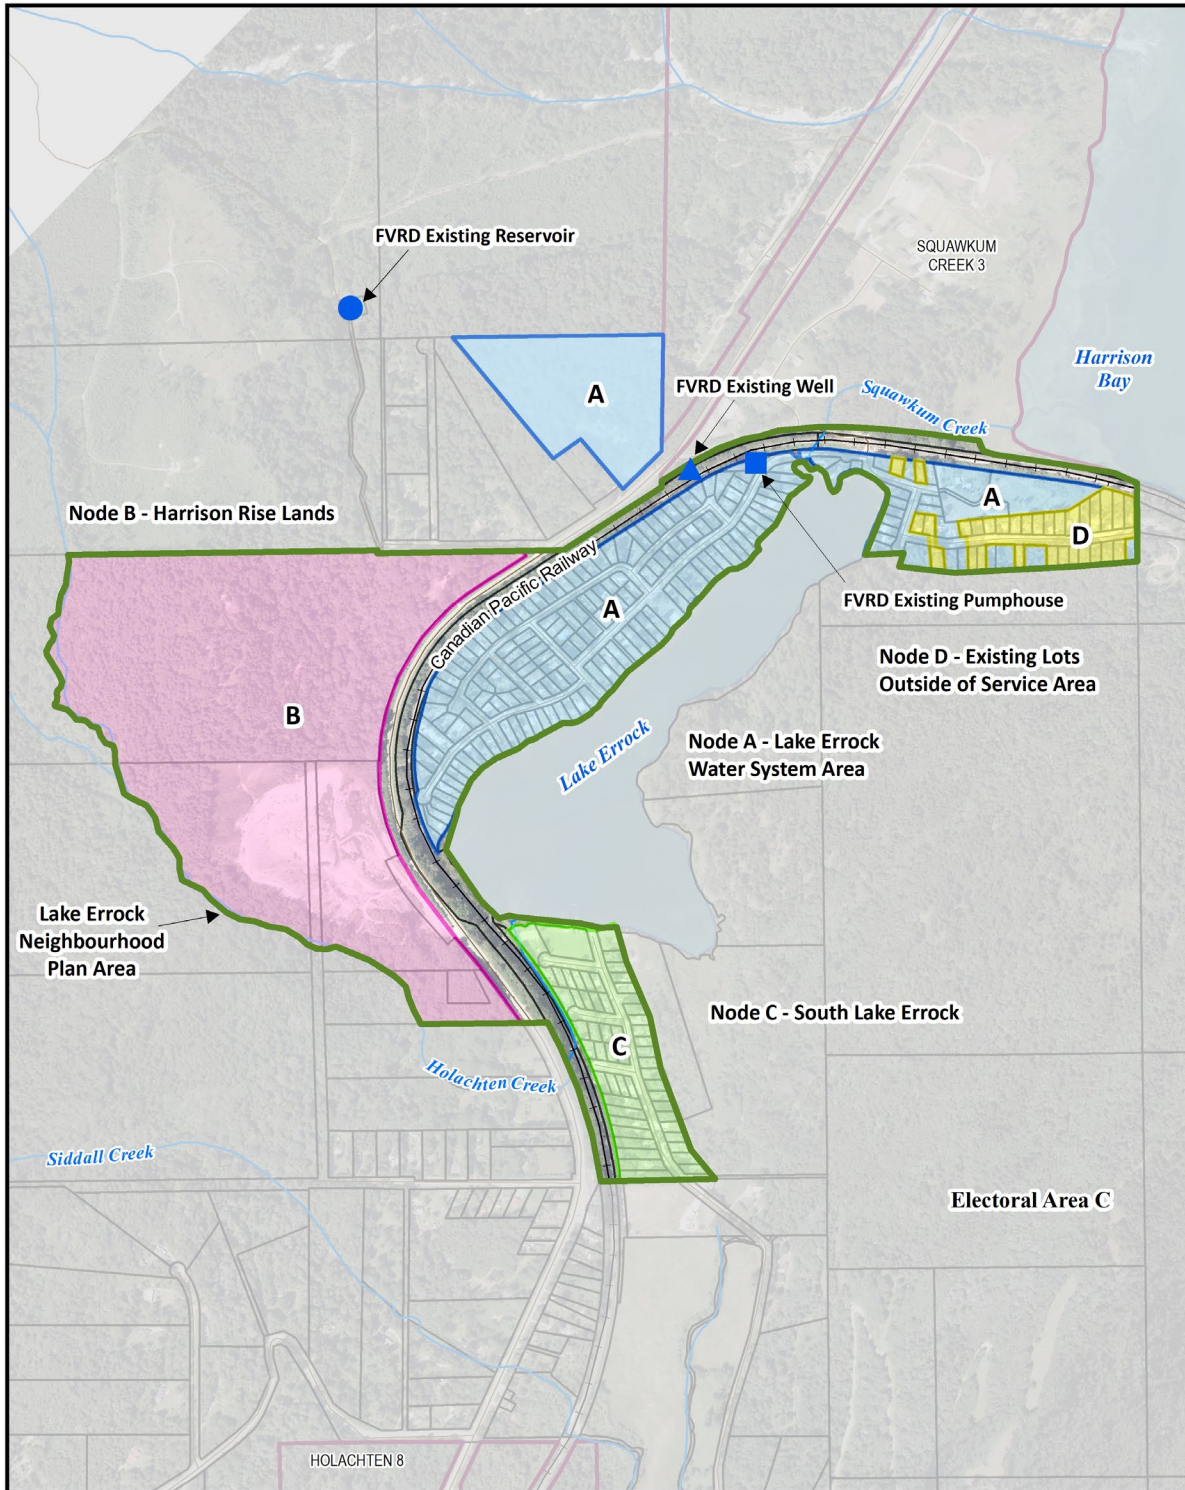 FVRD Existing Reservoir
SQUAWKUM
CREEK 3
Harrison
Bay
A
FVRD Existing Well
Squawkum Creek
Node B - Harrison Rise Lands
A
D
Canadian Pacific Railway
A
FVRD Existing Pumphouse
Node D - Existing Lots
Outside of Service Area
B
Lake Errock
Node A - Lake Errock
Water System Area
Lake Errock
Neighbourhood
Plan Area
Node C - South Lake Errock
C
Holachten Creek
Siddall Creek
Electoral Area C
HOLACHTEN 8